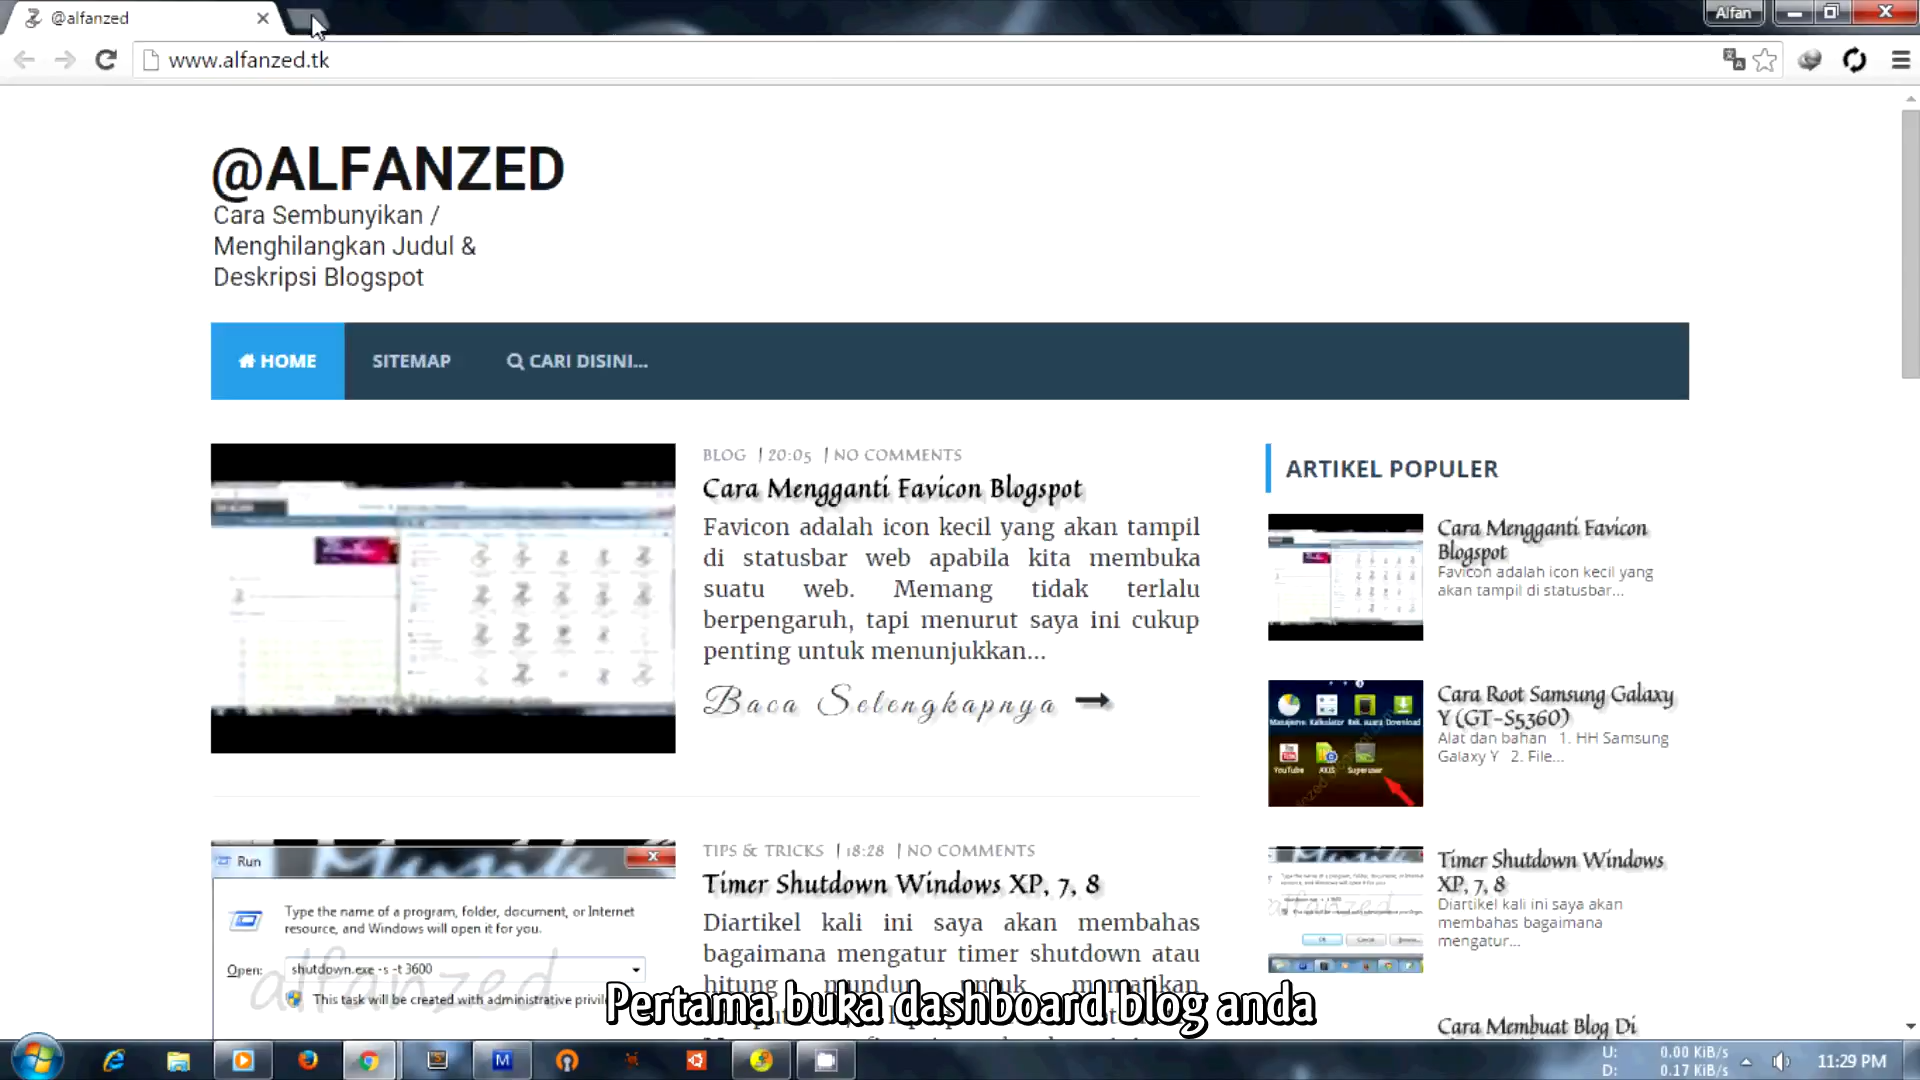 @alfanzed
Alfan
www.alfanzed.tk
@ALFANZED
Cara Sembunyikan /
Menghilangkan Judul &
Deskripsi Blogspot
HOME
SITEMAP
CARI DISINI...
BLOG | 20:05 | NO COMMENTS
Cara Mengganti Favicon Blogspot
Favicon adalah icon kecil yang akan tampil
di statusbar web apabila kita membuka
suatu web. Memang tidak terlalu
berpengaruh, tapi menurut saya ini cukup
penting untuk menunjukkan...
Baca Selengkapnya
TIPS & TRICKS | 18:28 | NO COMMENTS
Timer Shutdown Windows XP, 7, 8
Diartikel kali ini saya akan membahas
bagaimana mengatur timer shutdown atau
hitung mundur untuk mematikan
Run
Type the name of a program, folder, document, or Internet
resource, and Windows will open it for you.
Open: shutdown.exe -s -t 3600
This task will be created with administrative
alfanzed
ARTIKEL POPULER
Cara Mengganti Favicon
Blogspot
Favicon adalah icon kecil yang
akan tampil di statusbar...
Cara Root Samsung Galaxy
Y (GT-S5360)
Alat dan bahan 1. HH Samsung
Galaxy Y 2. File...
Timer Shutdown Windows
XP, 7, 8
Diartikel kali ini saya akan
membahas bagaimana
mengatur...
Cara Membuat Blog Di
Pertama buka dashboard blog anda
U: 0.00 KiB/s
D: 0.17 KiB/s
11:29 PM